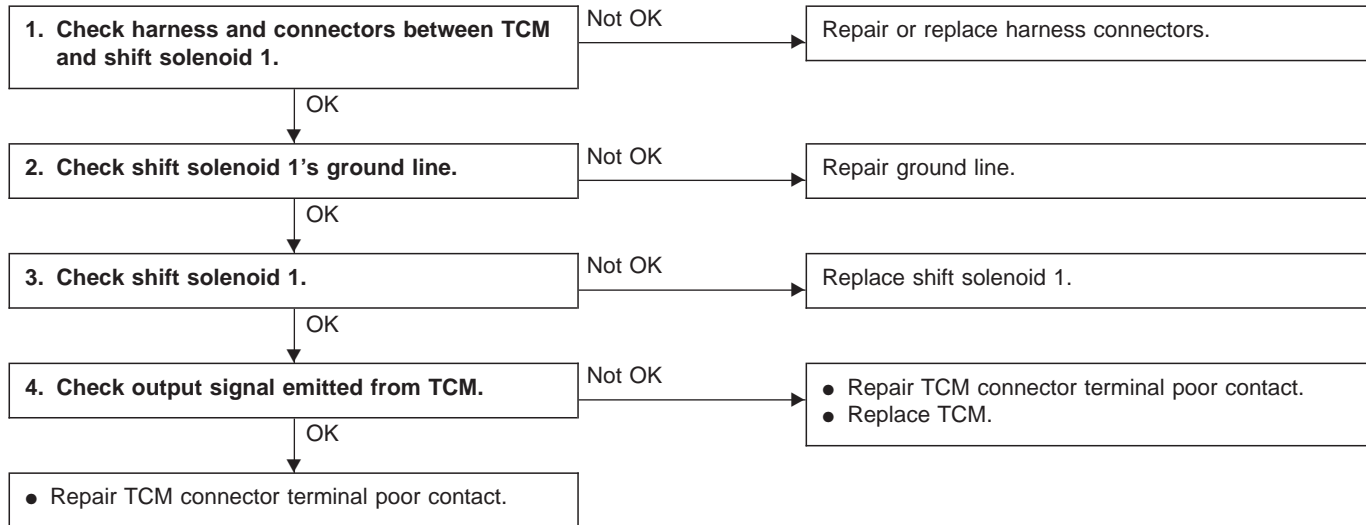 1. Check harness and connectors between TCM
and shift solenoid 1.
Not OK
Repair or replace harness connectors.
OK
2. Check shift solenoid 1’s ground line.
Not OK
Repair ground line.
OK
3. Check shift solenoid 1.
Not OK
Replace shift solenoid 1.
OK
4. Check output signal emitted from TCM.
Not OK
● Repair TCM connector terminal poor contact.
● Replace TCM.
OK
● Repair TCM connector terminal poor contact.